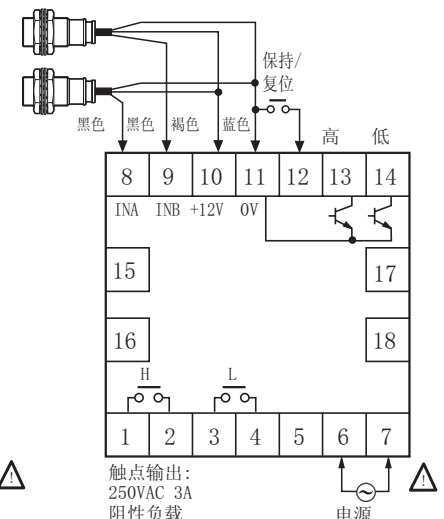 保持/
复位
黑色 黑色 褐色 蓝色
高 低
8 9 10 11 12 13 14
INA INB +12V 0V
15 17
16 18
H L
1 2 3 4 5 6 7
! !
触点输出:
250VAC 3A
阻性负载
电源